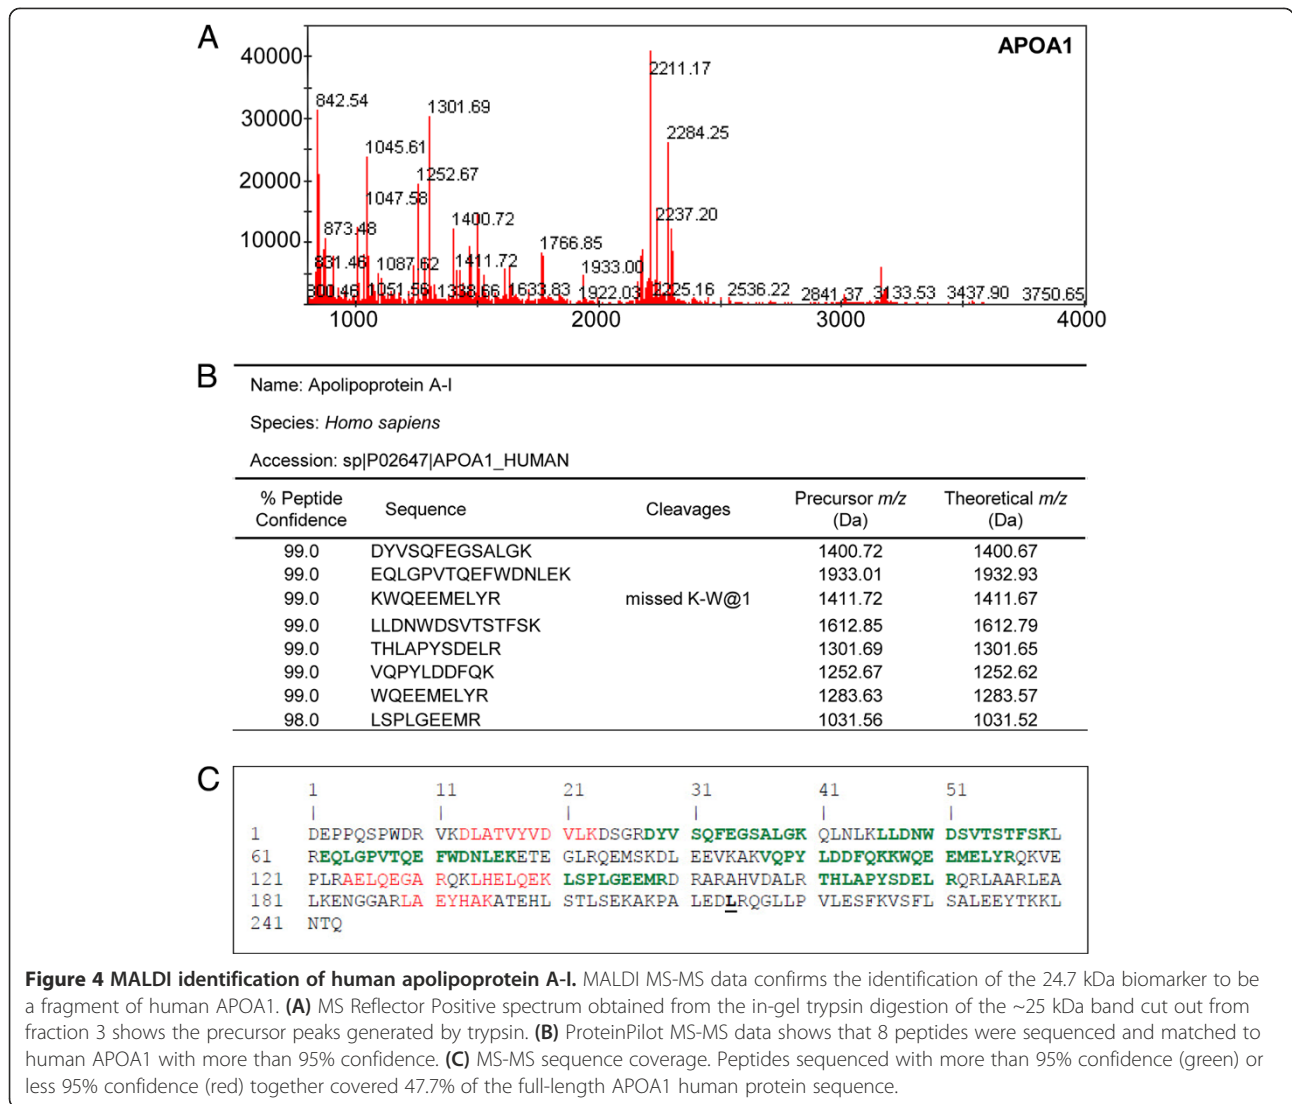 A
APOA1
40000
30000
20000
10000
842.54
1301.69
2211.17
2284.25
1045.61
1252.67
1047.58
1400.72
2237.20
873.48
1766.85
831.46
1087.62
1411.72
1933.00
800.46
1051.56
1338.66
1633.83
1922.03
2225.16
2536.22
2841.37
3133.53
3437.90
3750.65
1000 2000 3000 4000
B
Name: Apolipoprotein A-I
Species: Homo sapiens
Accession: sp|P02647|APOA1_HUMAN
% Peptide Confidence Sequence Cleavages Precursor m/z (Da) Theoretical m/z (Da)
99.0 DYVSQFEGSALGK 1400.72 1400.67
99.0 EQLGPVTQEFWDNLEK 1933.01 1932.93
99.0 KWQEEMELYR missed K-W@1 1411.72 1411.67
99.0 LLDNWDSVTSTFSK 1612.85 1612.79
99.0 THLAPYSDELR 1301.69 1301.65
99.0 VQPYLDDFQK 1252.67 1252.62
99.0 WQEEMELYR 1283.63 1283.57
98.0 LSPLGEEMR 1031.56 1031.52
C
1 11 21 31 41 51
| | | | | |
1 DEPPQSPWDR VKDLATVYVD VLKDSGRDYV SQFEGSALGK QLNLKLLDNW DSVTSTFSKL
61 REQLGPVTQE FWDNLEKETE GLRQEMSKDL EEVKAKVQPY LDDFQKKWQE EMELYRQKVE
121 PLRAELQEGA RQKLHELQEK LSPLGEEMRD RARAHVDALR THLAPYSDEL RQRLAARLEA
181 LKENGGARLA EYHAKATEHL STLSEKAKPA LEDLRQGLLP VLESFKVSFL SALEEYTKKL
241 NTQ
Figure 4 MALDI identification of human apolipoprotein A-I. MALDI MS-MS data confirms the identification of the 24.7 kDa biomarker to be
a fragment of human APOA1. (A) MS Reflector Positive spectrum obtained from the in-gel trypsin digestion of the ~25 kDa band cut out from
fraction 3 shows the precursor peaks generated by trypsin. (B) ProteinPilot MS-MS data shows that 8 peptides were sequenced and matched to
human APOA1 with more than 95% confidence. (C) MS-MS sequence coverage. Peptides sequenced with more than 95% confidence (green) or
less 95% confidence (red) together covered 47.7% of the full-length APOA1 human protein sequence.